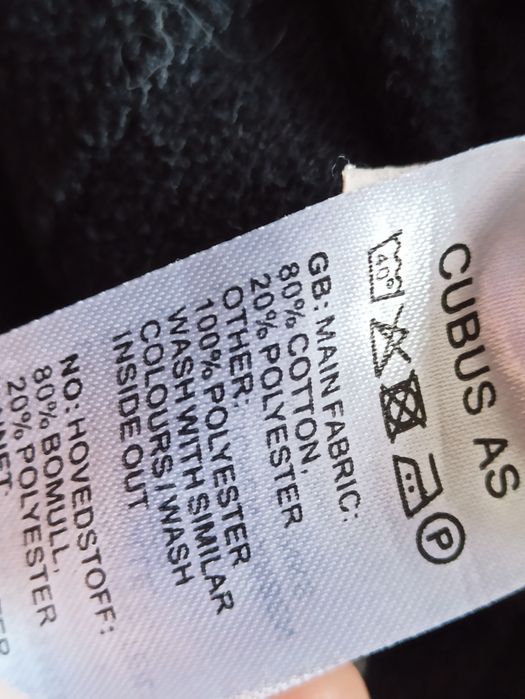 CUBUS AS
40°
P
GB: MAIN FABRIC:
80% COTTON,
20% POLYESTER
OTHER:
100% POLYESTER
WASH WITH SIMILAR
COLOURS / WASH
INSIDE OUT
NO: HOVEDSTOFF:
80% BOMULL,
20% POLYESTER